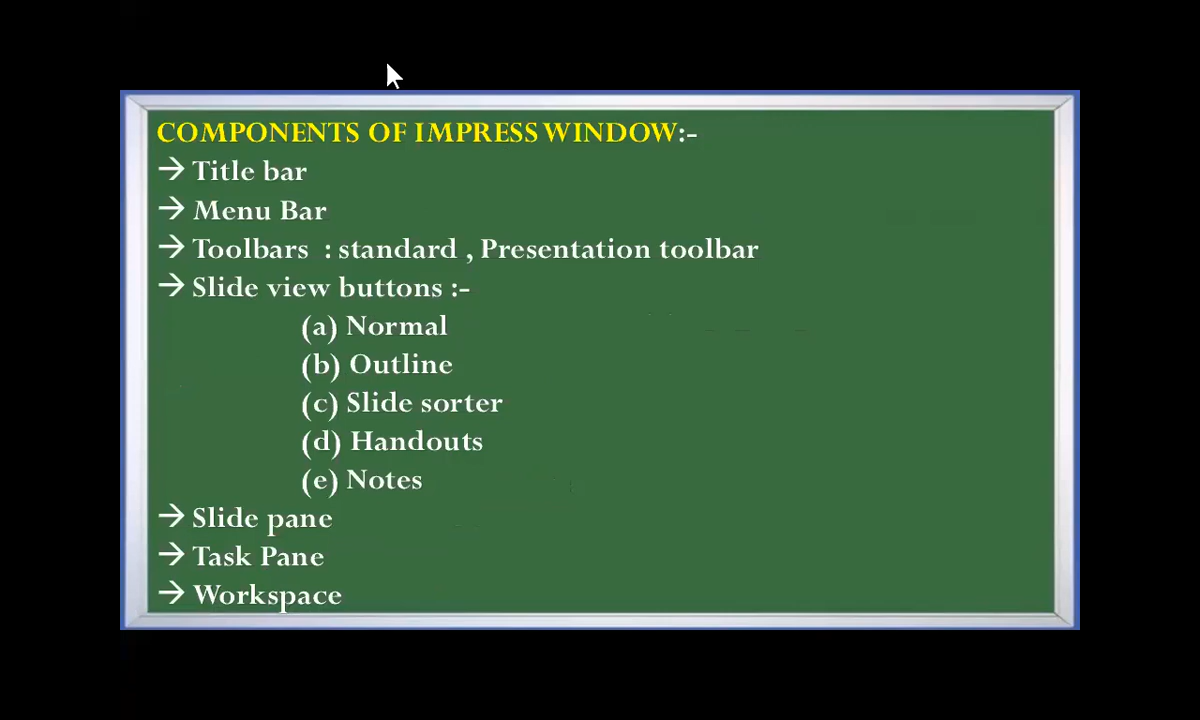 COMPONENTS OF IMPRESS WINDOW:-
→ Title bar
→ Menu Bar
→ Toolbars : standard , Presentation toolbar
→ Slide view buttons :-
(a) Normal
(b) Outline
(c) Slide sorter
(d) Handouts
(e) Notes
→ Slide pane
→ Task Pane
→ Workspace